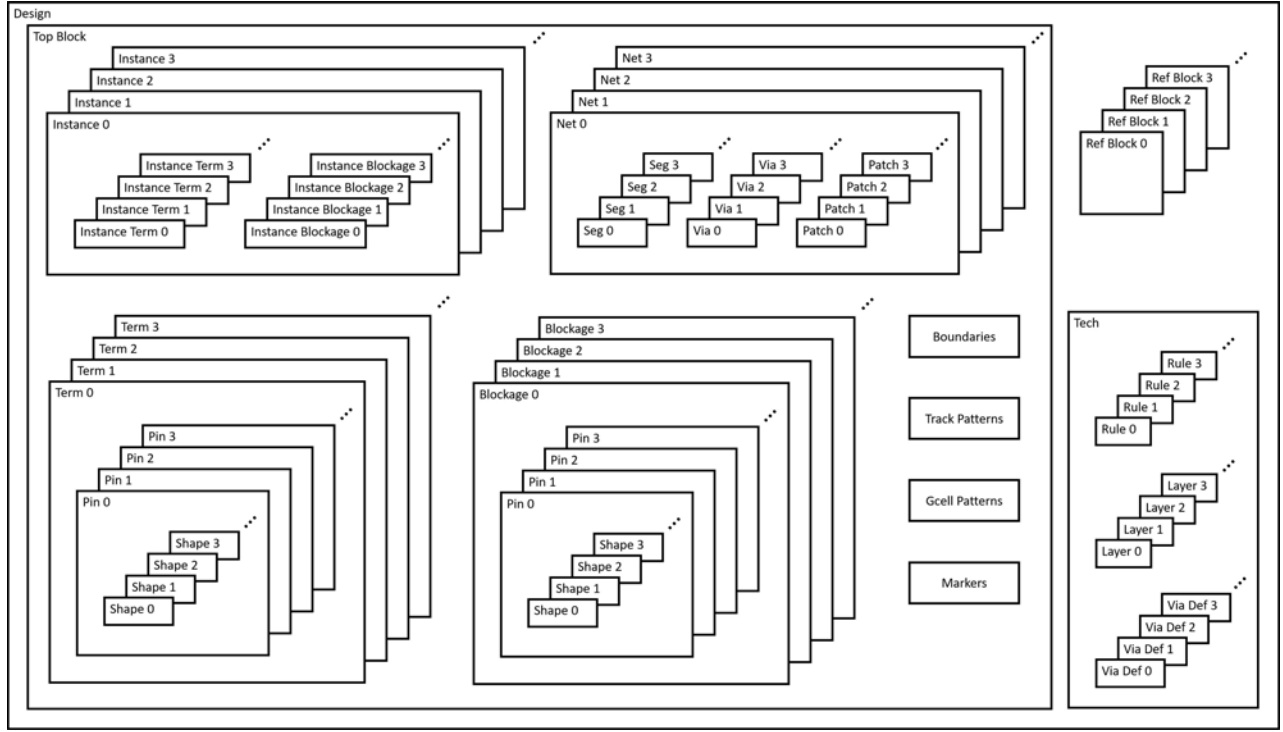 Design
Top Block
Instance 3
Instance 2
Instance 1
Instance 0
Instance Term 3
Instance Term 2
Instance Term 1
Instance Term 0
Instance Blockage 3
Instance Blockage 2
Instance Blockage 1
Instance Blockage 0
Net 3
Net 2
Net 1
Net 0
Seg 3
Seg 2
Seg 1
Seg 0
Via 3
Via 2
Via 1
Via 0
Patch 3
Patch 2
Patch 1
Patch 0
Term 3
Term 2
Term 1
Term 0
Pin 3
Pin 2
Pin 1
Pin 0
Shape 3
Shape 2
Shape 1
Shape 0
Blockage 3
Blockage 2
Blockage 1
Blockage 0
Pin 3
Pin 2
Pin 1
Pin 0
Shape 3
Shape 2
Shape 1
Shape 0
Boundaries
Track Patterns
Gcell Patterns
Markers
Ref Block 3
Ref Block 2
Ref Block 1
Ref Block 0
Tech
Rule 3
Rule 2
Rule 1
Rule 0
Layer 3
Layer 2
Layer 1
Layer 0
Via Def 3
Via Def 2
Via Def 1
Via Def 0